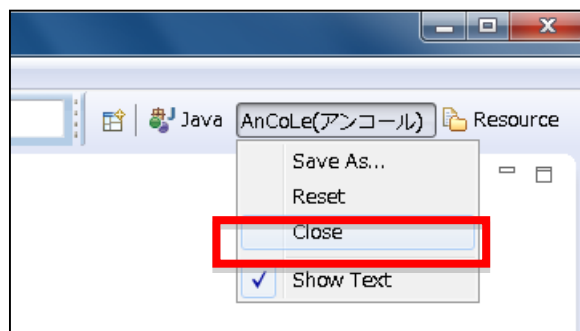 Java AnCoLe(アンコール) Resource
Save As...
Reset
Close
Show Text